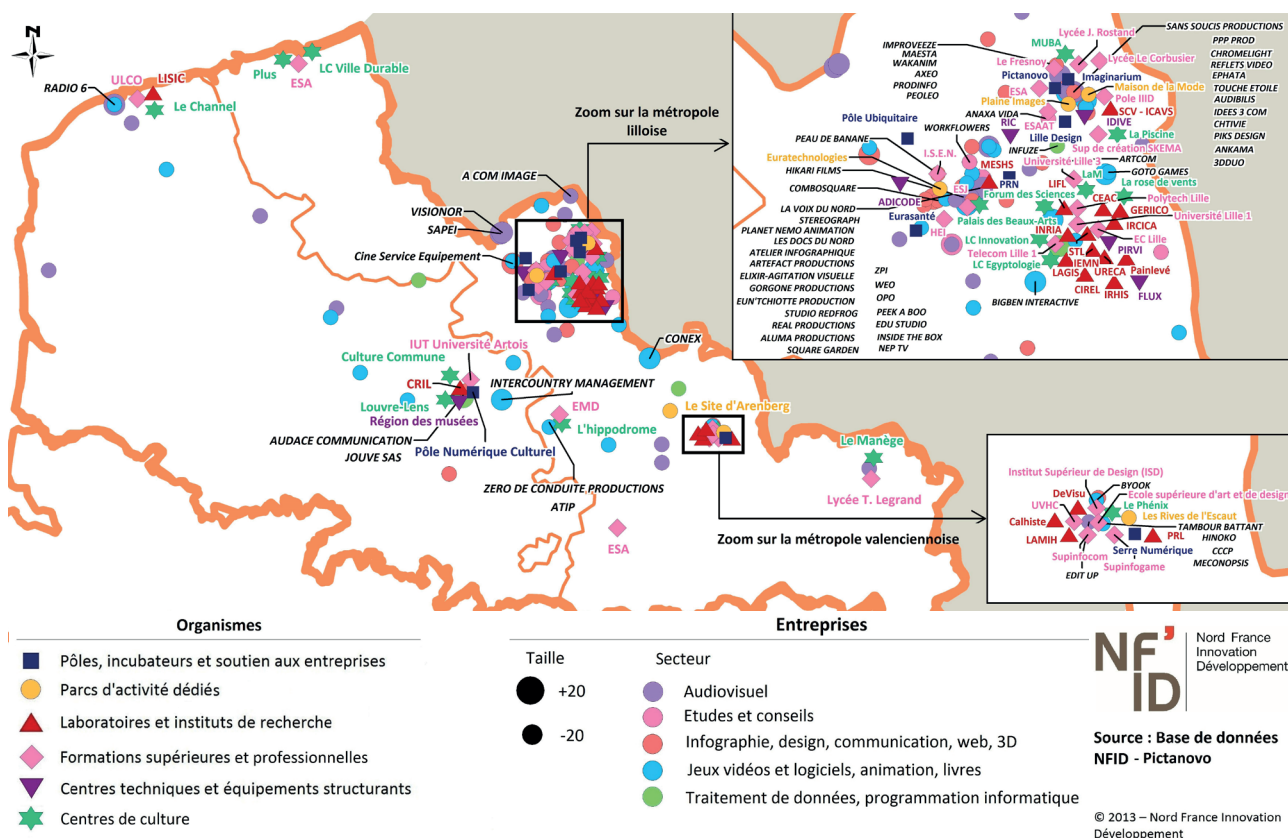 N
RADIO 6
ULCO
LISIC
Le Channel
Plus
ESA
LC Ville Durable
Zoom sur la métropole
lilloise
A COM IMAGE
VISIONOR
SAPEI
Cine Service Equipement
CONEX
IUT Université Artois
Culture Commune
CRIL
Louvre-Lens
Région des musées
INTERCOUNTRY MANAGEMENT
AUDACE COMMUNICATION
JOUVE SAS
Pôle Numérique Culturel
EMD
L'hippodrome
ZERO DE CONDUITE PRODUCTIONS
ATIP
ESA
Le Site d'Arenberg
Le Manège
Lycée T. Legrand
Zoom sur la métropole valenciennoise
SANS SOUCIS PRODUCTIONS
PPP PROD
CHROMELIGHT
REFLETS VIDEO
EPHATA
TOUCHE ETOILE
AUDIBILIS
IDEES 3 COM
CHTIVIE
PIKS DESIGN
ANKAMA
3DDUO
IMPROVEEZE
MAESTA
WAKANIM
AXEO
PRODINFO
PEOLEO
MUBA
Lycée J. Rostand
Le Fresnoy
Lycée Le Corbusier
Pictanovo
Imaginarium
ESA
Maison de la Mode
Plaine Images
Pole IIID
ANAXA VIDA
ESAAT
SCV - ICAVS
IDIVE
Pôle Ubiquitaire
RIC
Lille Design
La Piscine
WORKFLOWERS
PEAU DE BANANE
INFUZE
Sup de création SKEMA
I.S.E.N.
Euratechnologies
MESHS
Université Lille 3
ARTCOM
HIKARI FILMS
LaM
GOTO GAMES
COMBOSQUARE
ESJ
PRN
LIFL
La rose de vents
ADICODE
Forum des Sciences
CEAC
Polytech Lille
LA VOIX DU NORD
Eurasanté
Palais des Beaux-Arts
GERIICO
Université Lille 1
STEREOGRAPH
INRIA
IRCICA
PLANET NEMO ANIMATION
HEI
LC Innovation
EC Lille
LES DOCS DU NORD
Telecom Lille 1
STL
PIRVI
ATELIER INFOGRAPHIQUE
LC Egyptologie
IEMN
ARTEFACT PRODUCTIONS
LAGIS
URECA
Painlevé
ELIXIR-AGITATION VISUELLE
CIREL
IRHIS
FLUX
GORGONE PRODUCTIONS
BIGBEN INTERACTIVE
EUN'TCHIOTTE PRODUCTION
STUDIO REDFROG
REAL PRODUCTIONS
ALUMA PRODUCTIONS
SQUARE GARDEN
ZPI
WEO
OPO
PEEK A BOO
EDU STUDIO
INSIDE THE BOX
NEP TV
Institut Supérieur de Design (ISD)
BYOOK
DeVisu
Ecole supérieure d'art et de design
UVHC
Le Phénix
Calhiste
Les Rives de l'Escaut
TAMBOUR BATTANT
LAMIH
PRL
HINOKO
Supinfocom
Serre Numérique
CCCP
EDIT UP
Supinfogame
MECONOPSIS
Organismes
Pôles, incubateurs et soutien aux entreprises
Parcs d'activité dédiés
Laboratoires et instituts de recherche
Formations supérieures et professionnelles
Centres techniques et équipements structurants
Centres de culture
Entreprises
Taille
+20
-20
Secteur
Audiovisuel
Etudes et conseils
Infographie, design, communication, web, 3D
Jeux vidéos et logiciels, animation, livres
Traitement de données, programmation informatique
NF'ID
Nord France
Innovation
Développement
Source : Base de données
NFID - Pictanovo
© 2013 – Nord France Innovation
Développement